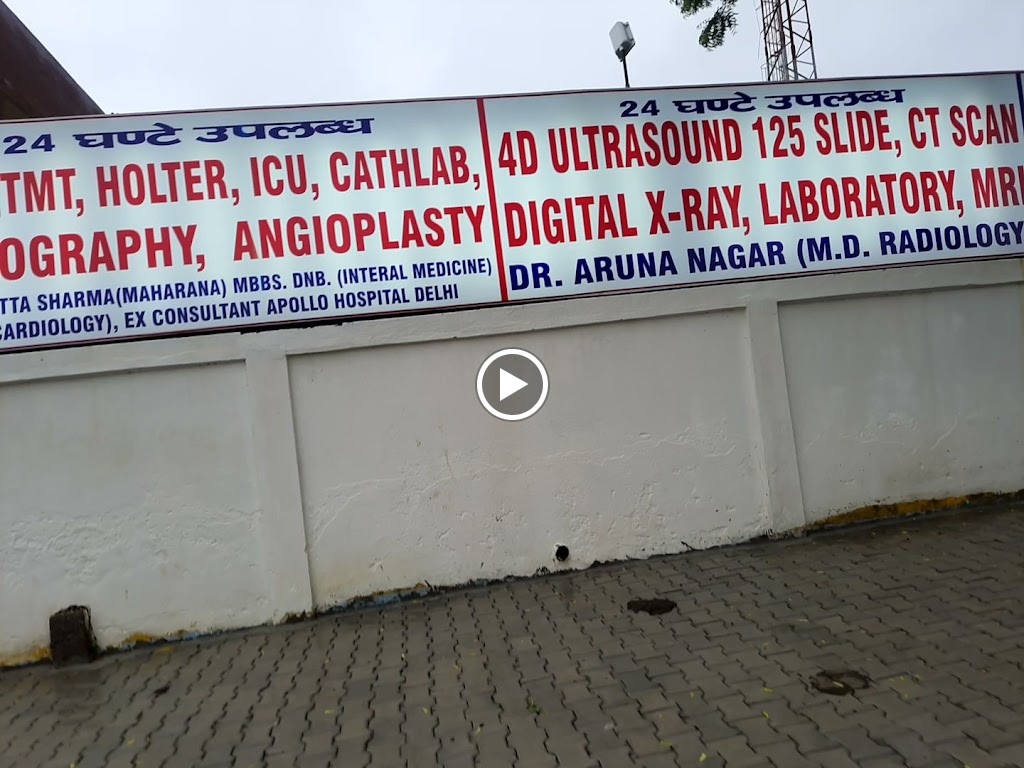 24 घण्टे उपलब्ध
TMT, HOLTER, ICU, CATHLAB,
OGRAPHY, ANGIOPLASTY
TTA SHARMA(MAHARANA) MBBS. DNB. (INTERAL MEDICINE)
CARDIOLOGY), EX CONSULTANT APOLLO HOSPITAL DELHI
24 घण्टे उपलब्ध
4D ULTRASOUND 125 SLIDE, CT SCAN
DIGITAL X-RAY, LABORATORY, MRI
DR. ARUNA NAGAR (M.D. RADIOLOGY